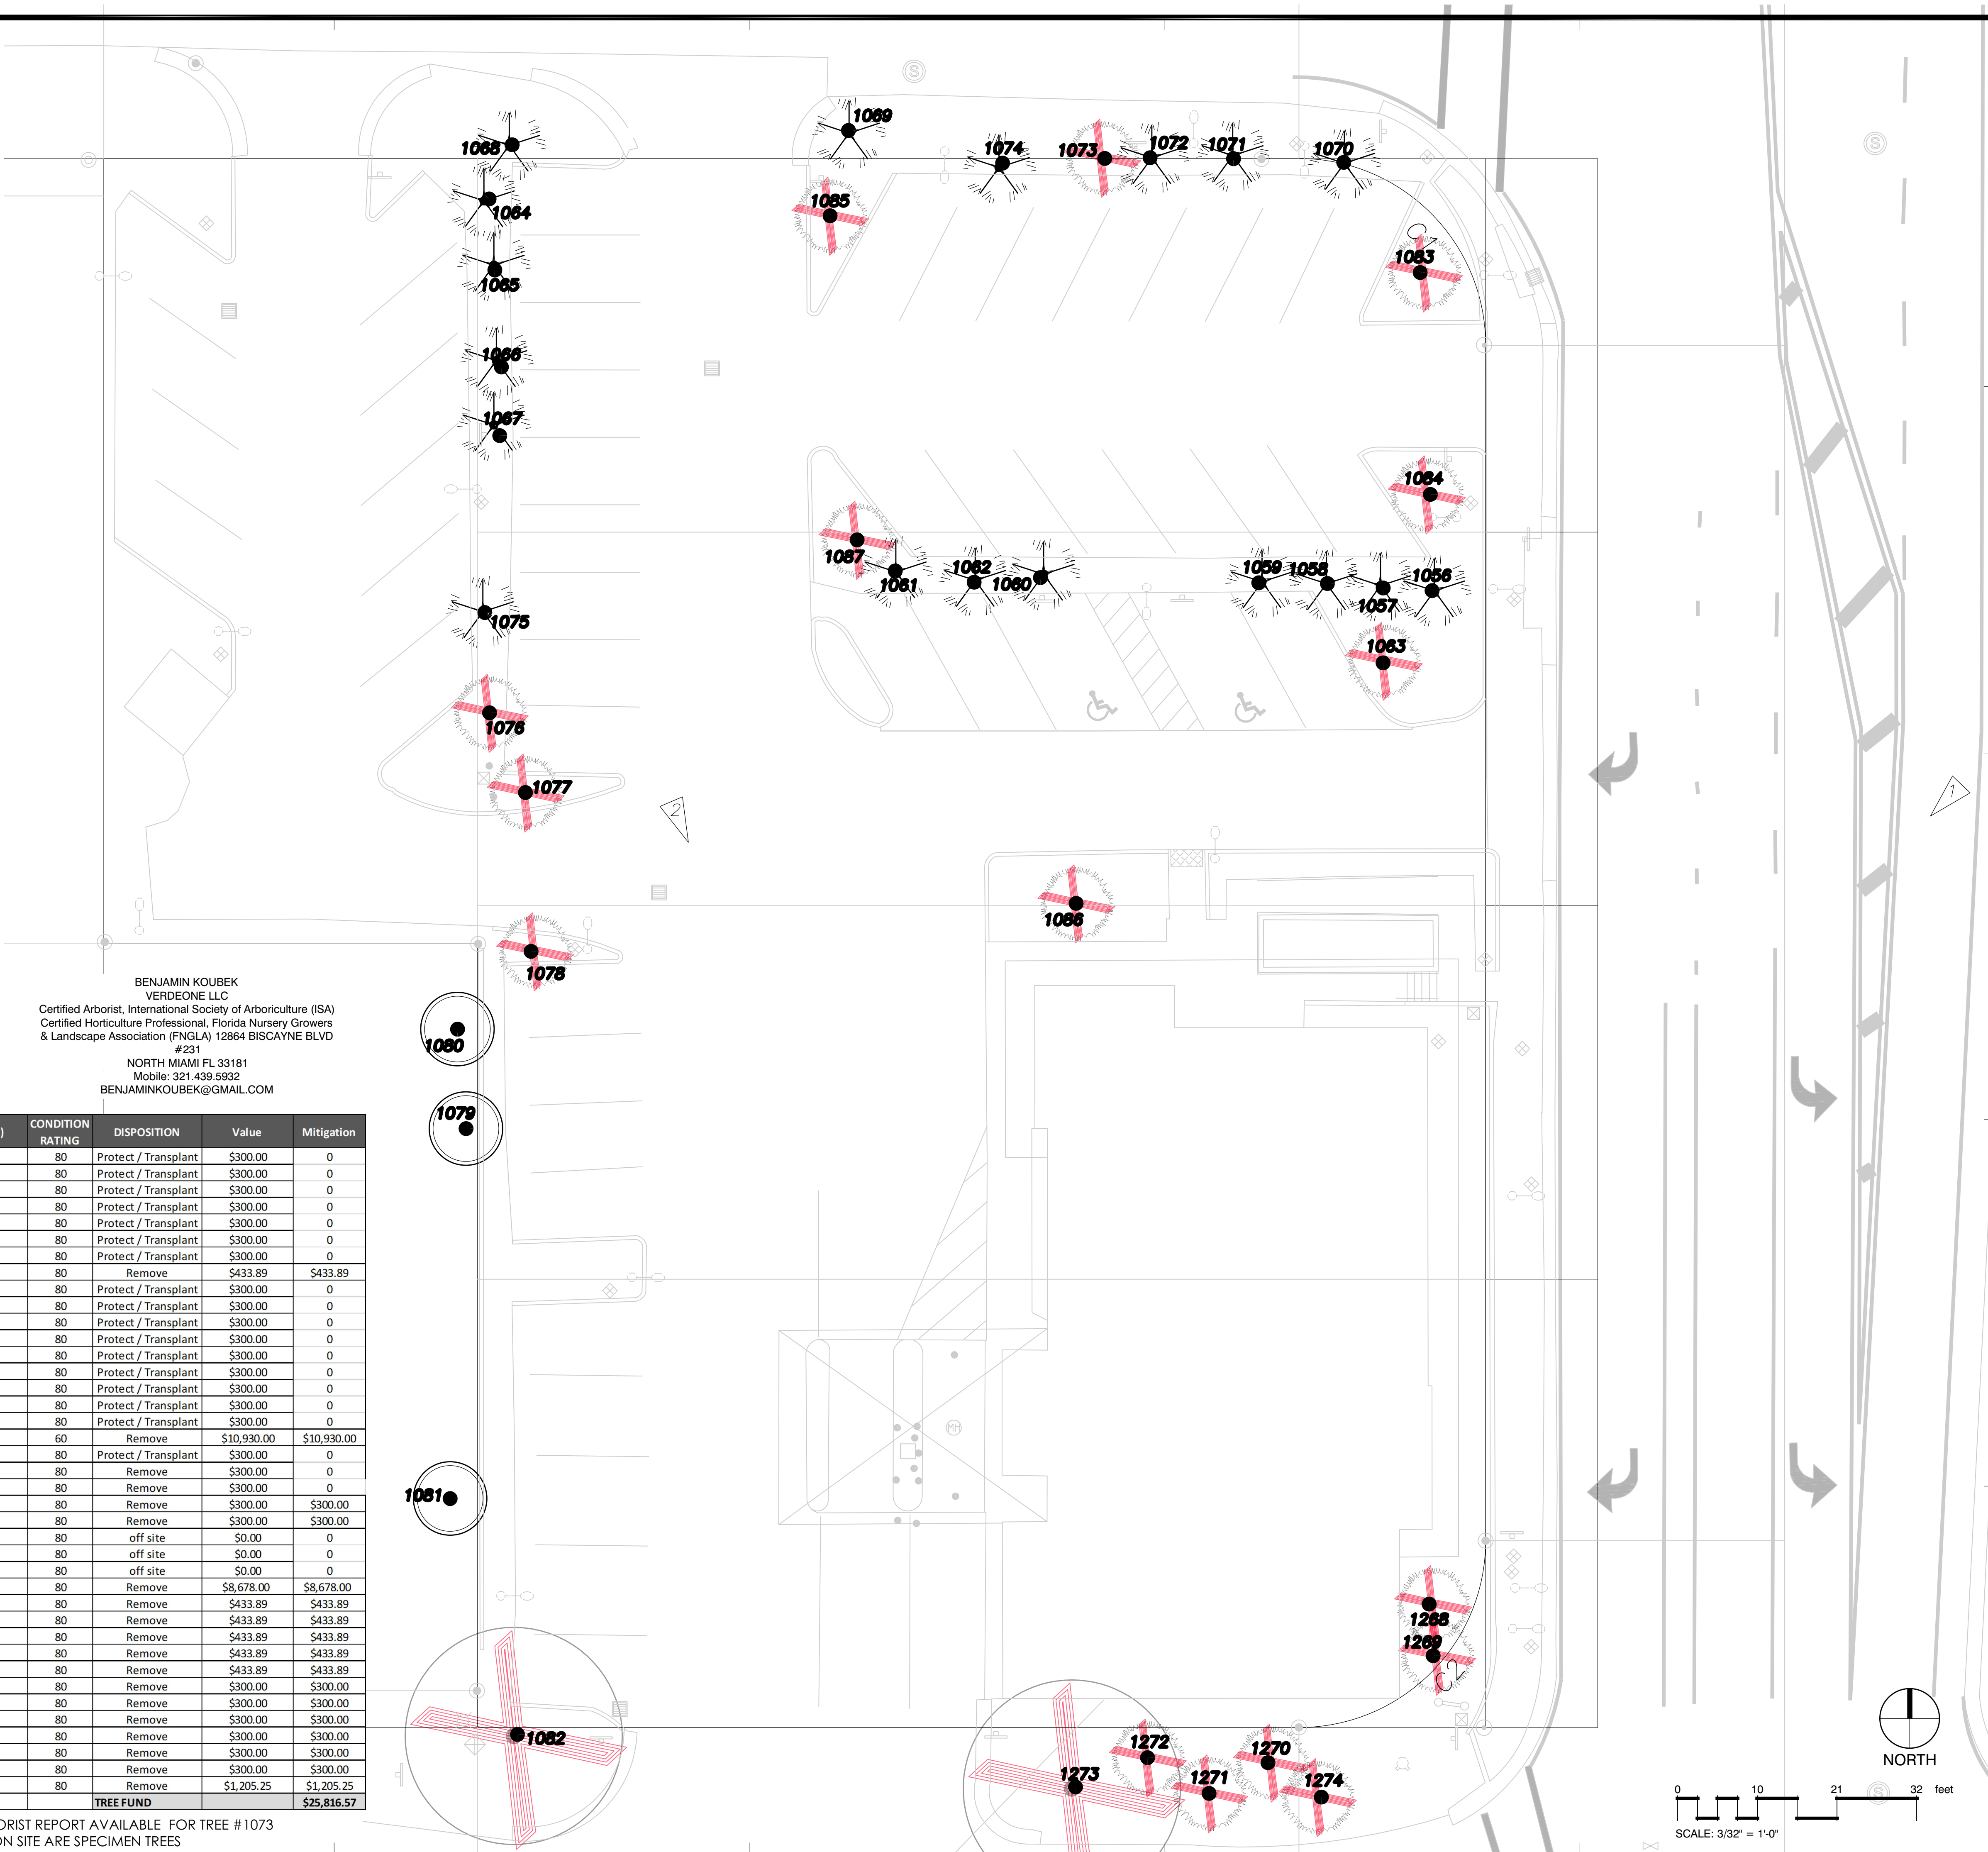 S
1069
1068
1074
1073
1072
1071
1070
S
1064
1085
C1
1083
1065
1066
1067
1084
1087
1061
1062
1060
1059
1058
1057
1056
1075
1063
1076
1077
2
1
1086
1078
BENJAMIN KOUBEK
VERDEONE LLC
Certified Arborist, International Society of Arboriculture (ISA)
Certified Horticulture Professional, Florida Nursery Growers
& Landscape Association (FNGLA) 12864 BISCAYNE BLVD
#231
NORTH MIAMI FL 33181
Mobile: 321.439.5932
BENJAMINKOUBEK@GMAIL.COM
1080
1079
) CONDITION RATING DISPOSITION Value Mitigation
80 Protect / Transplant $300.00 0
80 Protect / Transplant $300.00 0
80 Protect / Transplant $300.00 0
80 Protect / Transplant $300.00 0
80 Protect / Transplant $300.00 0
80 Protect / Transplant $300.00 0
80 Protect / Transplant $300.00 0
80 Remove $433.89 $433.89
80 Protect / Transplant $300.00 0
80 Protect / Transplant $300.00 0
80 Protect / Transplant $300.00 0
80 Protect / Transplant $300.00 0
80 Protect / Transplant $300.00 0
80 Protect / Transplant $300.00 0
80 Protect / Transplant $300.00 0
80 Protect / Transplant $300.00 0
80 Protect / Transplant $300.00 0
60 Remove $10,930.00 $10,930.00
80 Protect / Transplant $300.00 0
80 Remove $300.00 0
80 Remove $300.00 0
80 Remove $300.00 $300.00
80 Remove $300.00 $300.00
80 off site $0.00 0
80 off site $0.00 0
80 off site $0.00 0
80 Remove $8,678.00 $8,678.00
80 Remove $433.89 $433.89
80 Remove $433.89 $433.89
80 Remove $433.89 $433.89
80 Remove $433.89 $433.89
80 Remove $433.89 $433.89
80 Remove $300.00 $300.00
80 Remove $300.00 $300.00
80 Remove $300.00 $300.00
80 Remove $300.00 $300.00
80 Remove $300.00 $300.00
80 Remove $300.00 $300.00
80 Remove $1,205.25 $1,205.25
TREE FUND $25,816.57
ORIST REPORT AVAILABLE FOR TREE #1073
ON SITE ARE SPECIMEN TREES
MH
1081
1268
1269
C2
1082
1272
1270
1273
1271
1274
NORTH
0 10 21 32 feet
S
SCALE: 3/32" = 1'-0"